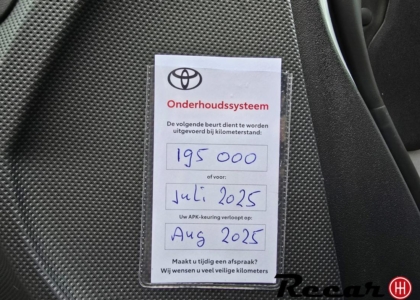 Onderhoudssysteem
De volgende beurt dient te worden
uitgevoerd bij kilometerstand:
195 000
of voor:
Juli 2025
Uw APK-keuring verloopt op:
Aug 2025
Maakt u tijdig een afspraak?
Wij wensen u veel veilige kilometers
Recar